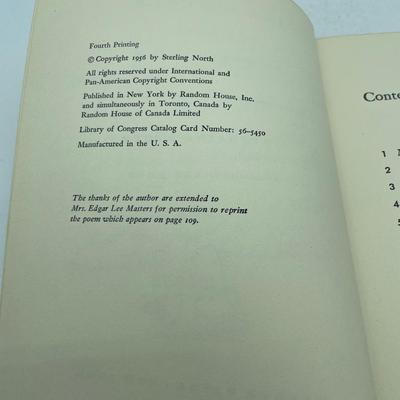 Fourth Printing
© Copyright 1956 by Sterling North
All rights reserved under International and
Pan-American Copyright Conventions
Published in New York by Random House, Inc.
and simultaneously in Toronto, Canada by
Random House of Canada Limited
Library of Congress Catalog Card Number: 56-5450
Manufactured in the U. S. A.
The thanks of the author are extended to
Mrs. Edgar Lee Masters for permission to reprint
the poem which appears on page 109.
Conte
1
2
3
4
5